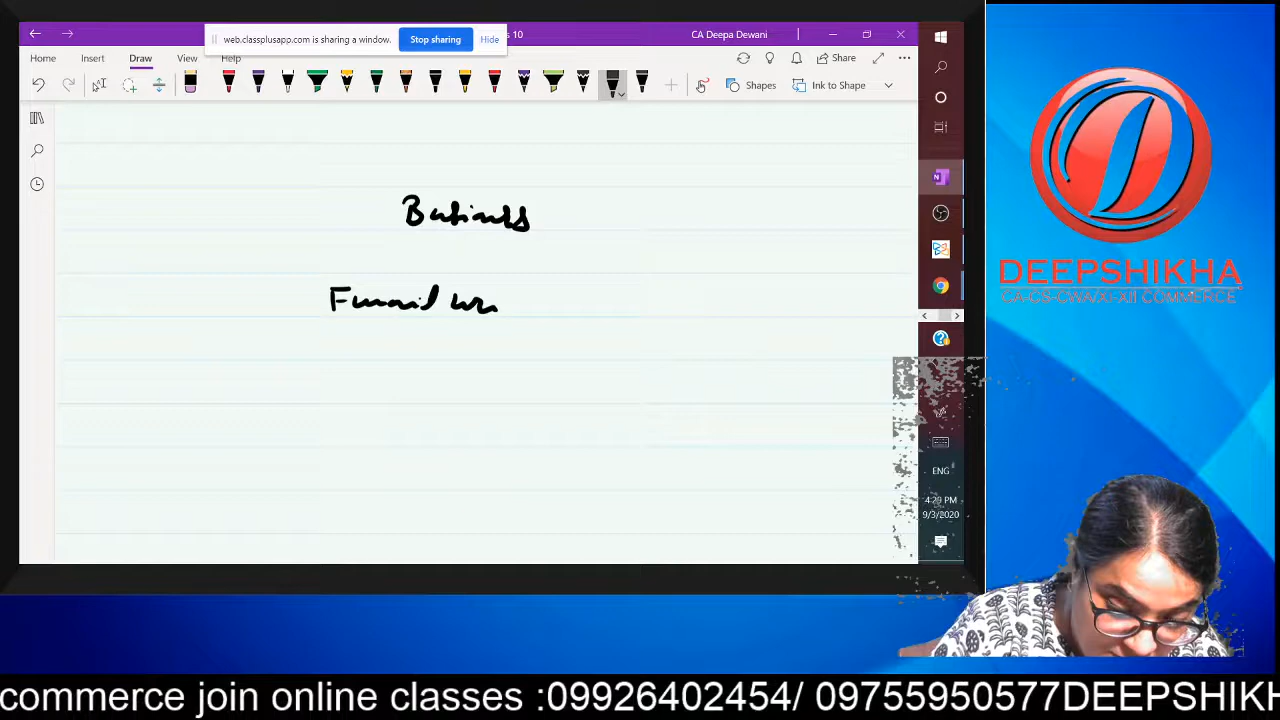 web.classplusapp.com is sharing a window.
Stop sharing
Hide
10
CA Deepa Dewani
Home
Insert
Draw
View
Help
Share
Shapes
Ink to Shape
Business
ENG
4:29 PM
9/3/2020
DEEPSHIKHA
CA-CS-CWA/XI-XII COMMERCE
commerce join online classes :09926402454/ 09755950577DEEPSHIKH